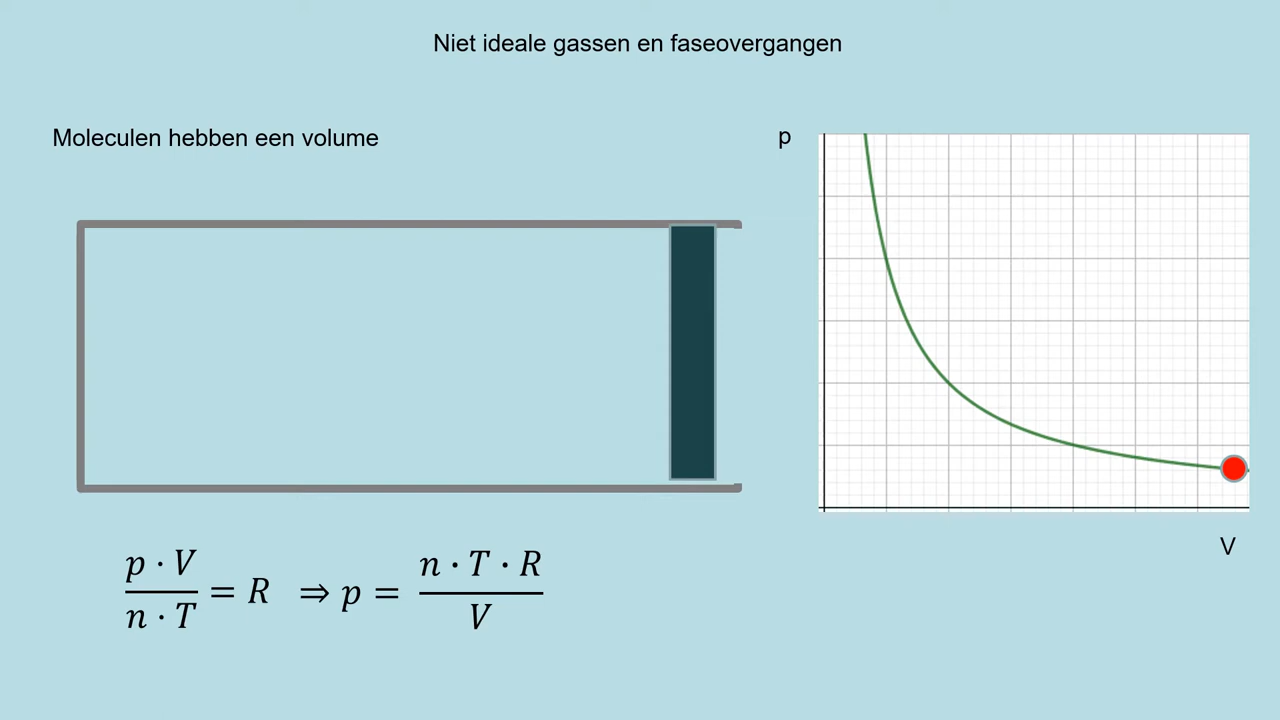 Niet ideale gassen en faseovergangen
Moleculen hebben een volume
p
V
p · V / n · T = R ⇒ p = n · T · R / V